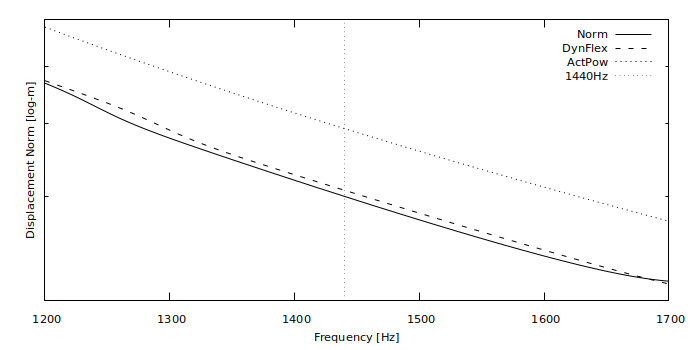 Norm
DynFlex
ActPow
1440Hz
Displacement Norm [log-m]
1200 1300 1400 1500 1600 1700
Frequency [Hz]